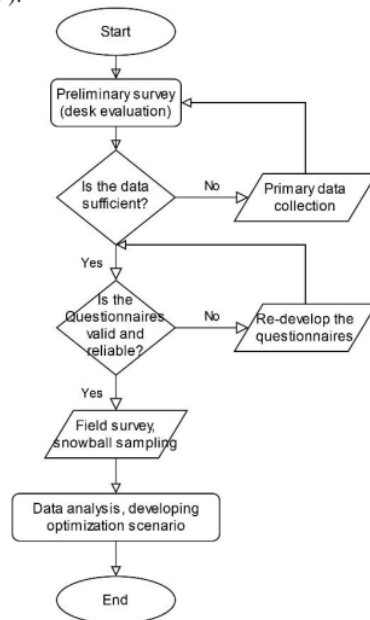 ).
Start
Preliminary survey
(desk evaluation)
Is the data
sufficient?
No
Primary data
collection
Yes
Is the
Questionnaires
valid and
reliable?
No
Re-develop the
questionnaires
Yes
Field survey,
snowball sampling
Data analysis, developing
optimization scenario
End